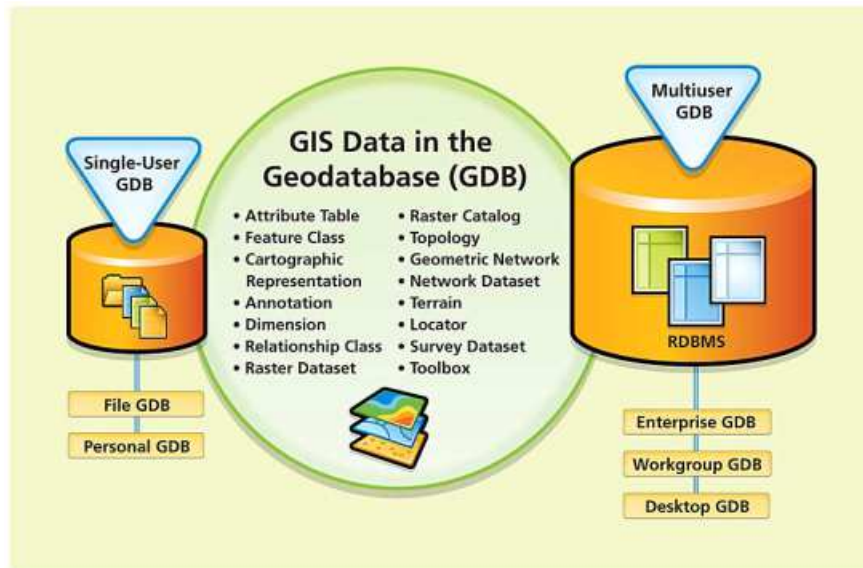 Single-User
GDB
File GDB
Personal GDB
GIS Data in the
Geodatabase (GDB)
• Attribute Table
• Feature Class
• Cartographic
Representation
• Annotation
• Dimension
• Relationship Class
• Raster Dataset
• Raster Catalog
• Topology
• Geometric Network
• Network Dataset
• Terrain
• Locator
• Survey Dataset
• Toolbox
Multiuser
GDB
RDBMS
Enterprise GDB
Workgroup GDB
Desktop GDB